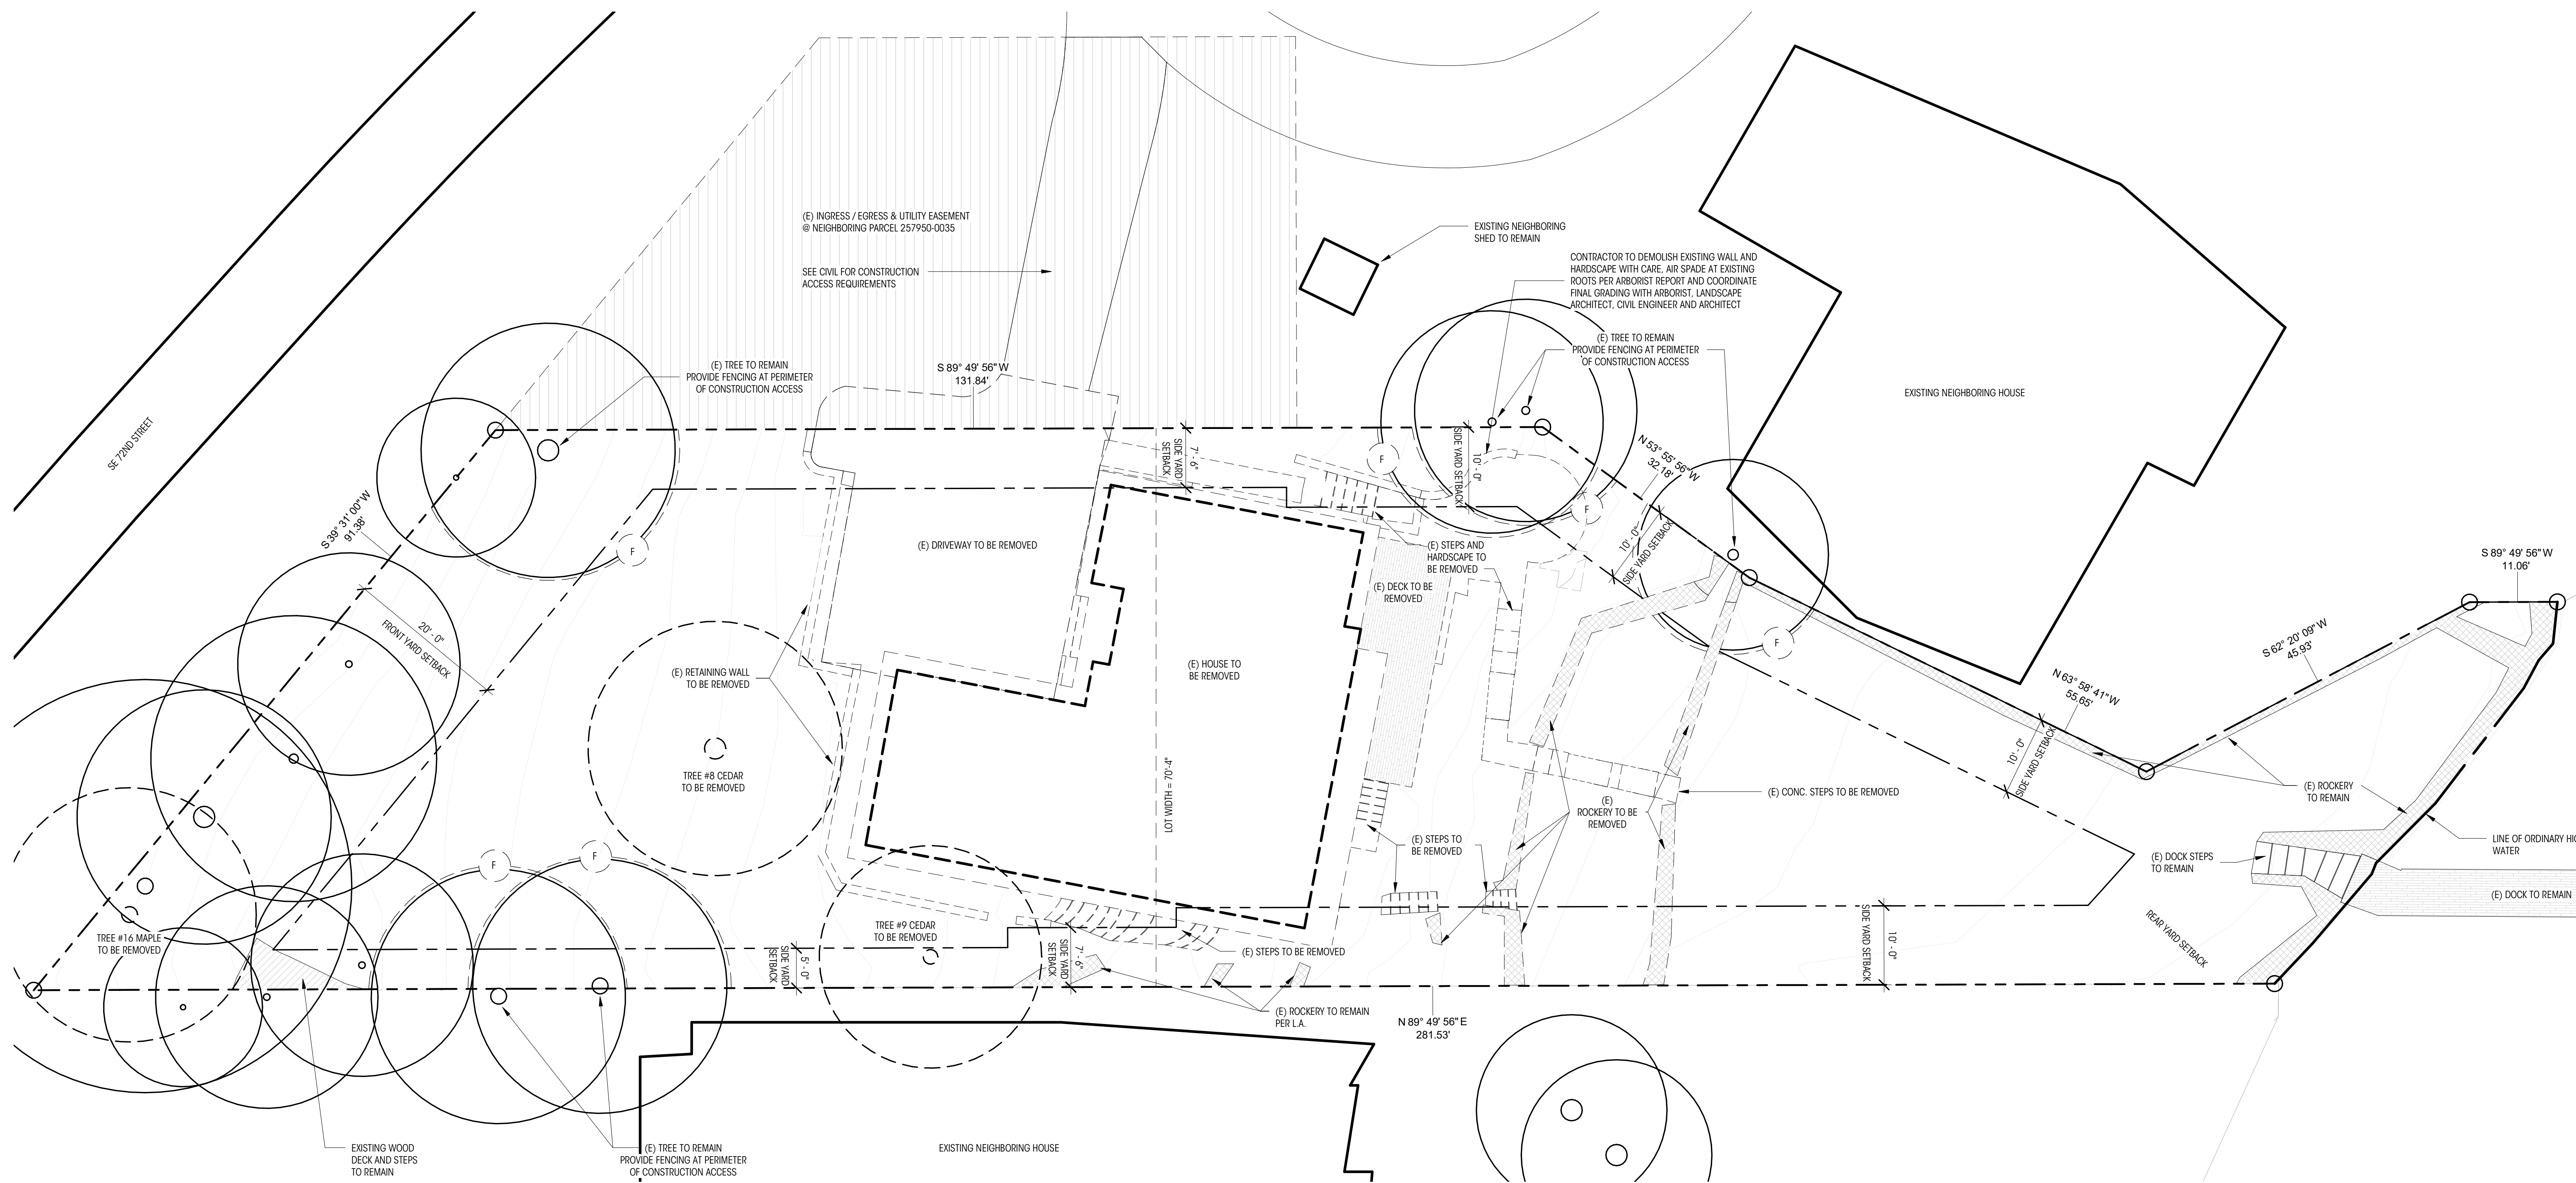 (E) INGRESS / EGRESS & UTILITY EASEMENT
@ NEIGHBORING PARCEL 257950-0035
SEE CIVIL FOR CONSTRUCTION
ACCESS REQUIREMENTS
EXISTING NEIGHBORING
SHED TO REMAIN
CONTRACTOR TO DEMOLISH EXISTING WALL AND
HARDSCAPE WITH CARE, AIR SPADE AT EXISTING
ROOTS PER ARBORIST REPORT AND COORDINATE
FINAL GRADING WITH ARBORIST, LANDSCAPE
ARCHITECT, CIVIL ENGINEER AND ARCHITECT
(E) TREE TO REMAIN
PROVIDE FENCING AT PERIMETER
OF CONSTRUCTION ACCESS
(E) TREE TO REMAIN
PROVIDE FENCING AT PERIMETER
OF CONSTRUCTION ACCESS
S 89° 49' 56" W
131.84'
EXISTING NEIGHBORING HOUSE
SE 72ND STREET
S 39° 31' 00" W
91.38'
20' - 0"
FRONT YARD SETBACK
F
7' - 6"
SIDE YARD
SETBACK
10' - 0"
SIDE YARD SETBACK
F
F
N 53° 55' 56" W
32.18'
10' - 0"
SIDE YARD SETBACK
F
(E) DRIVEWAY TO BE REMOVED
(E) STEPS AND
HARDSCAPE TO
BE REMOVED
(E) DECK TO BE
REMOVED
S 89° 49' 56" W
11.06'
S 62° 20' 09" W
45.93'
N 63° 58' 41" W
55.65'
10' - 0"
SIDE YARD SETBACK
(E) RETAINING WALL
TO BE REMOVED
(E) HOUSE TO
BE REMOVED
LOT WIDTH = 70'-4"
TREE #8 CEDAR
TO BE REMOVED
(E) CONC. STEPS TO BE REMOVED
(E)
ROCKERY TO BE
REMOVED
(E) ROCKERY
TO REMAIN
LINE OF ORDINARY HIG
WATER
(E) STEPS TO
BE REMOVED
(E) DOCK STEPS
TO REMAIN
(E) DOCK TO REMAIN
REAR YARD SETBACK
F
F
TREE #16 MAPLE
TO BE REMOVED
TREE #9 CEDAR
TO BE REMOVED
5' - 0"
SIDE YARD
SETBACK
7' - 6"
SIDE YARD
SETBACK
(E) STEPS TO BE REMOVED
10' - 0"
SIDE YARD SETBACK
(E) ROCKERY TO REMAIN
PER L.A.
N 89° 49' 56" E
281.53'
EXISTING WOOD
DECK AND STEPS
TO REMAIN
(E) TREE TO REMAIN
PROVIDE FENCING AT PERIMETER
OF CONSTRUCTION ACCESS
EXISTING NEIGHBORING HOUSE